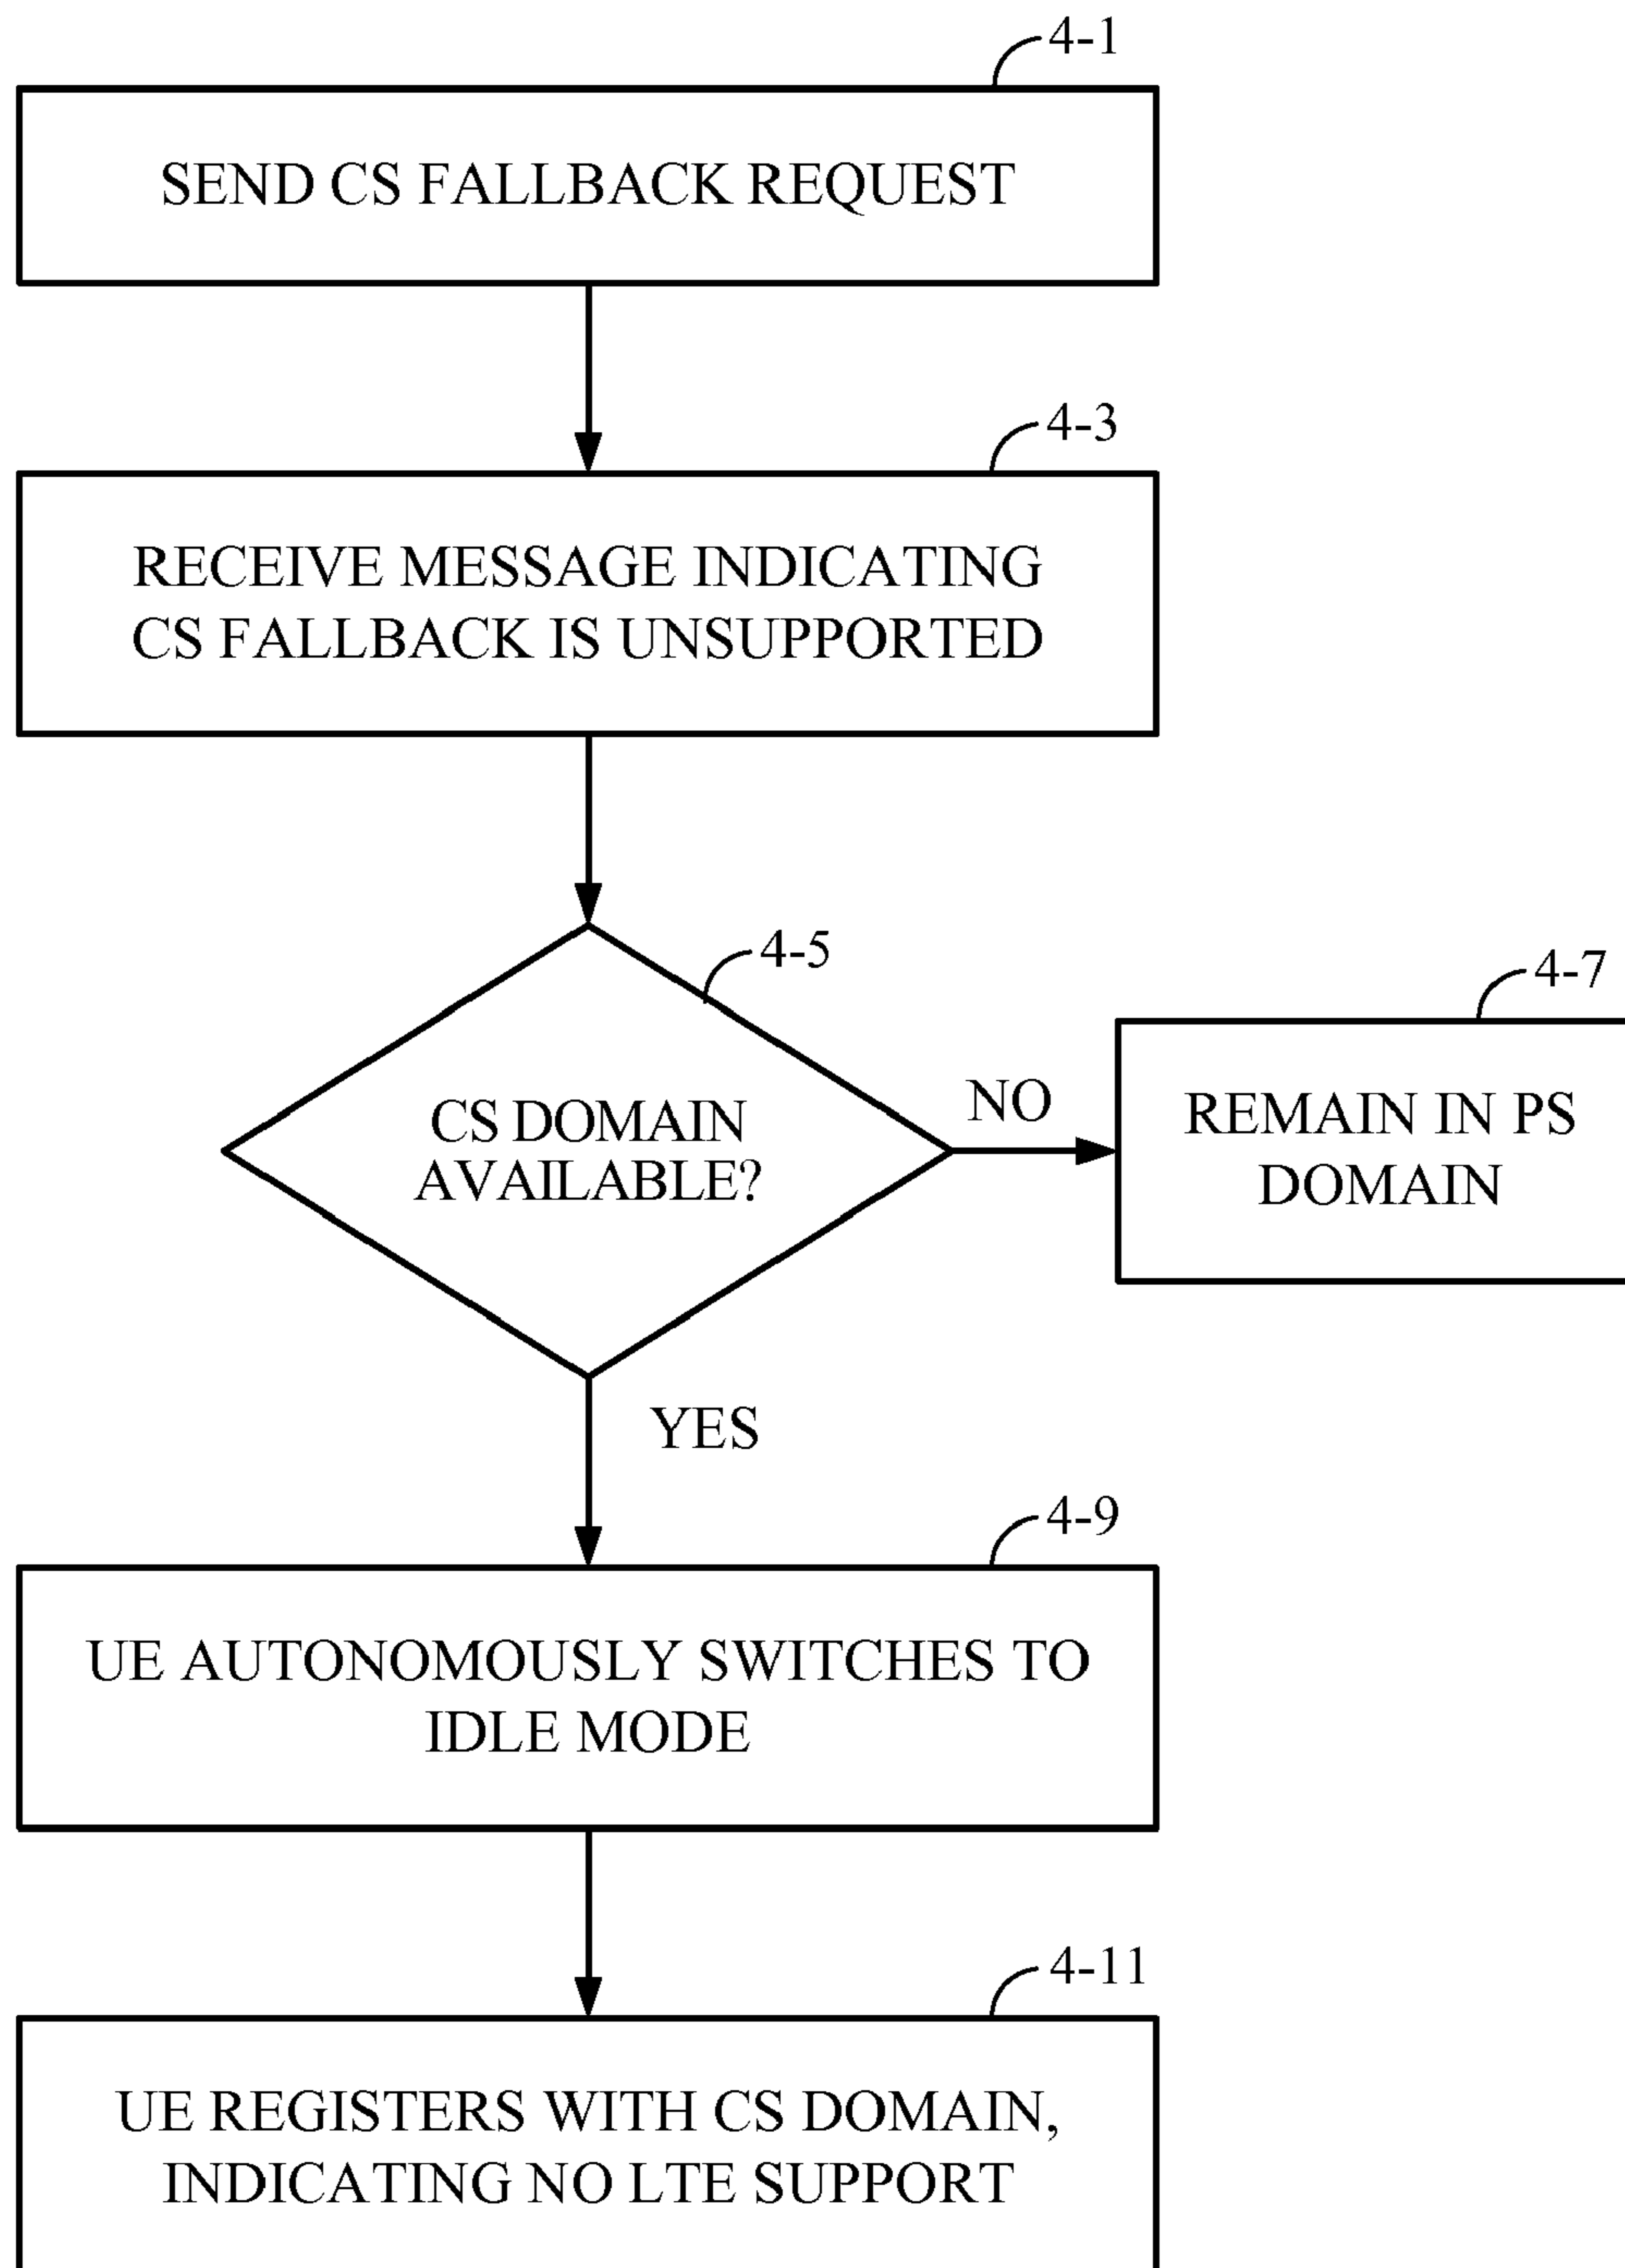 4-1
SEND CS FALLBACK REQUEST
4-3
RECEIVE MESSAGE INDICATING
CS FALLBACK IS UNSUPPORTED
4-5
CS DOMAIN
AVAILABLE?
NO
4-7
REMAIN IN PS
DOMAIN
YES
4-9
UE AUTONOMOUSLY SWITCHES TO
IDLE MODE
4-11
UE REGISTERS WITH CS DOMAIN,
INDICATING NO LTE SUPPORT